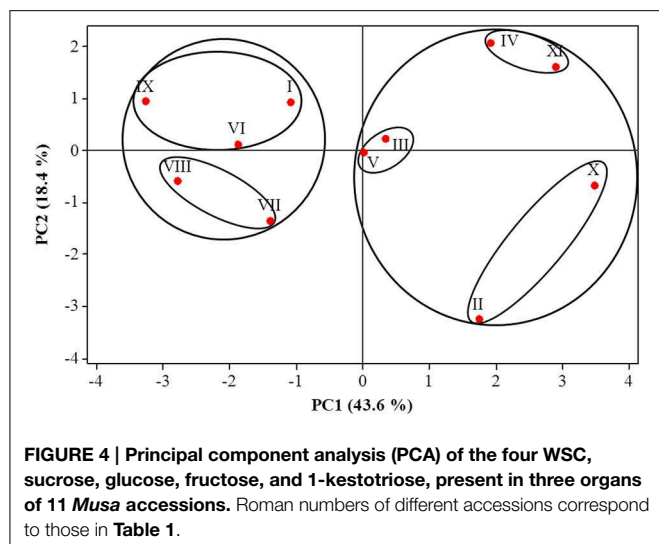 2
1
0
-1
-2
-3
-4
PC2 (18.4 %)
IX
I
VI
VIII
VII
IV
XI
III
V
X
II
-4 -3 -2 -1 0 1 2 3 4
PC1 (43.6 %)
FIGURE 4 | Principal component analysis (PCA) of the four WSC,
sucrose, glucose, fructose, and 1-kestotriose, present in three organs
of 11 Musa accessions. Roman numbers of different accessions correspond
to those in Table 1.